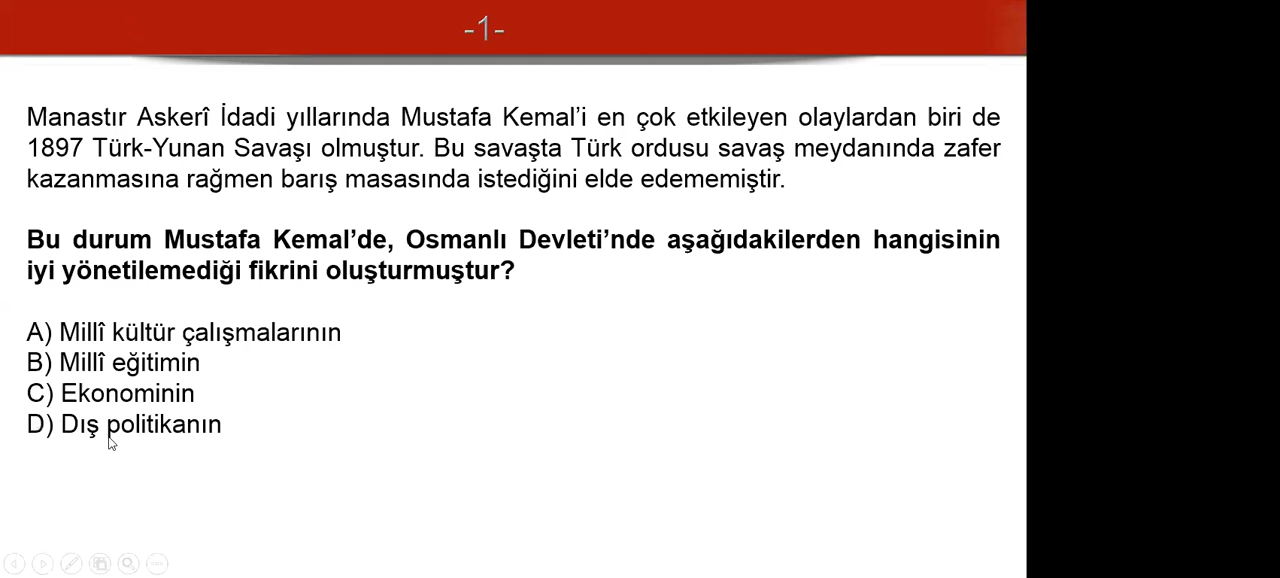 -1-
Manastır Askerî İdadi yıllarında Mustafa Kemal’i en çok etkileyen olaylardan biri de
1897 Türk-Yunan Savaşı olmuştur. Bu savaşta Türk ordusu savaş meydanında zafer
kazanmasına rağmen barış masasında istediğini elde edememiştir.
Bu durum Mustafa Kemal’de, Osmanlı Devleti’nde aşağıdakilerden hangisinin
iyi yönetilemediği fikrini oluşturmuştur?
A) Millî kültür çalışmalarının
B) Millî eğitimin
C) Ekonominin
D) Dış politikanın